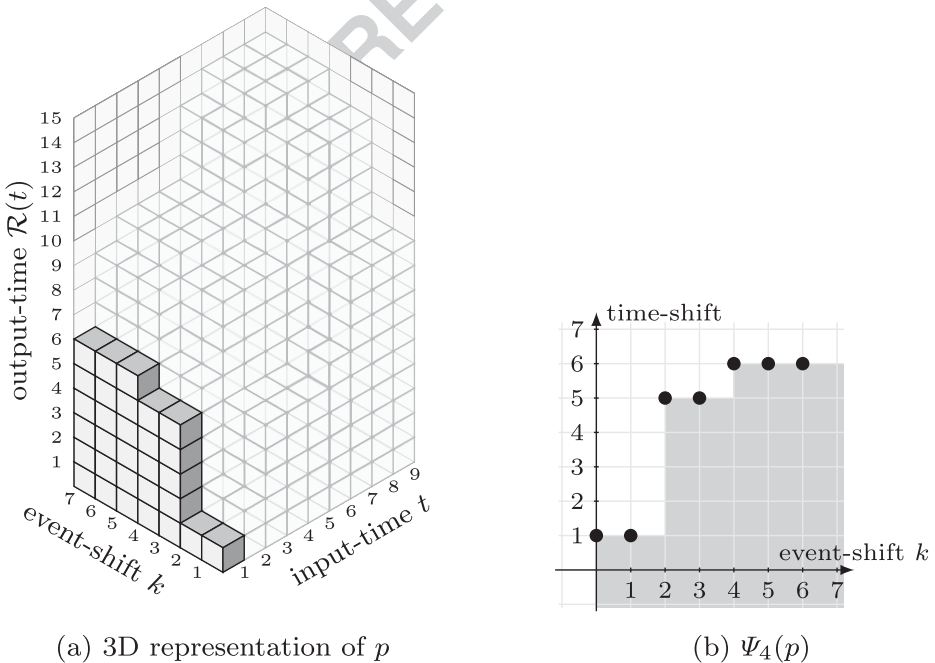 RE
15
14
13
12
11
10
9
8
7
6
5
4
3
2
1
output-time R(t)
7 6 5 4 3 2 1
event-shift k
1 2 3 4 5 6 7 8 9
input-time t
(a) 3D representation of p
time-shift
7
6
5
4
3
2
1
event-shift k
1 2 3 4 5 6 7
(b) Ψ₄(p)